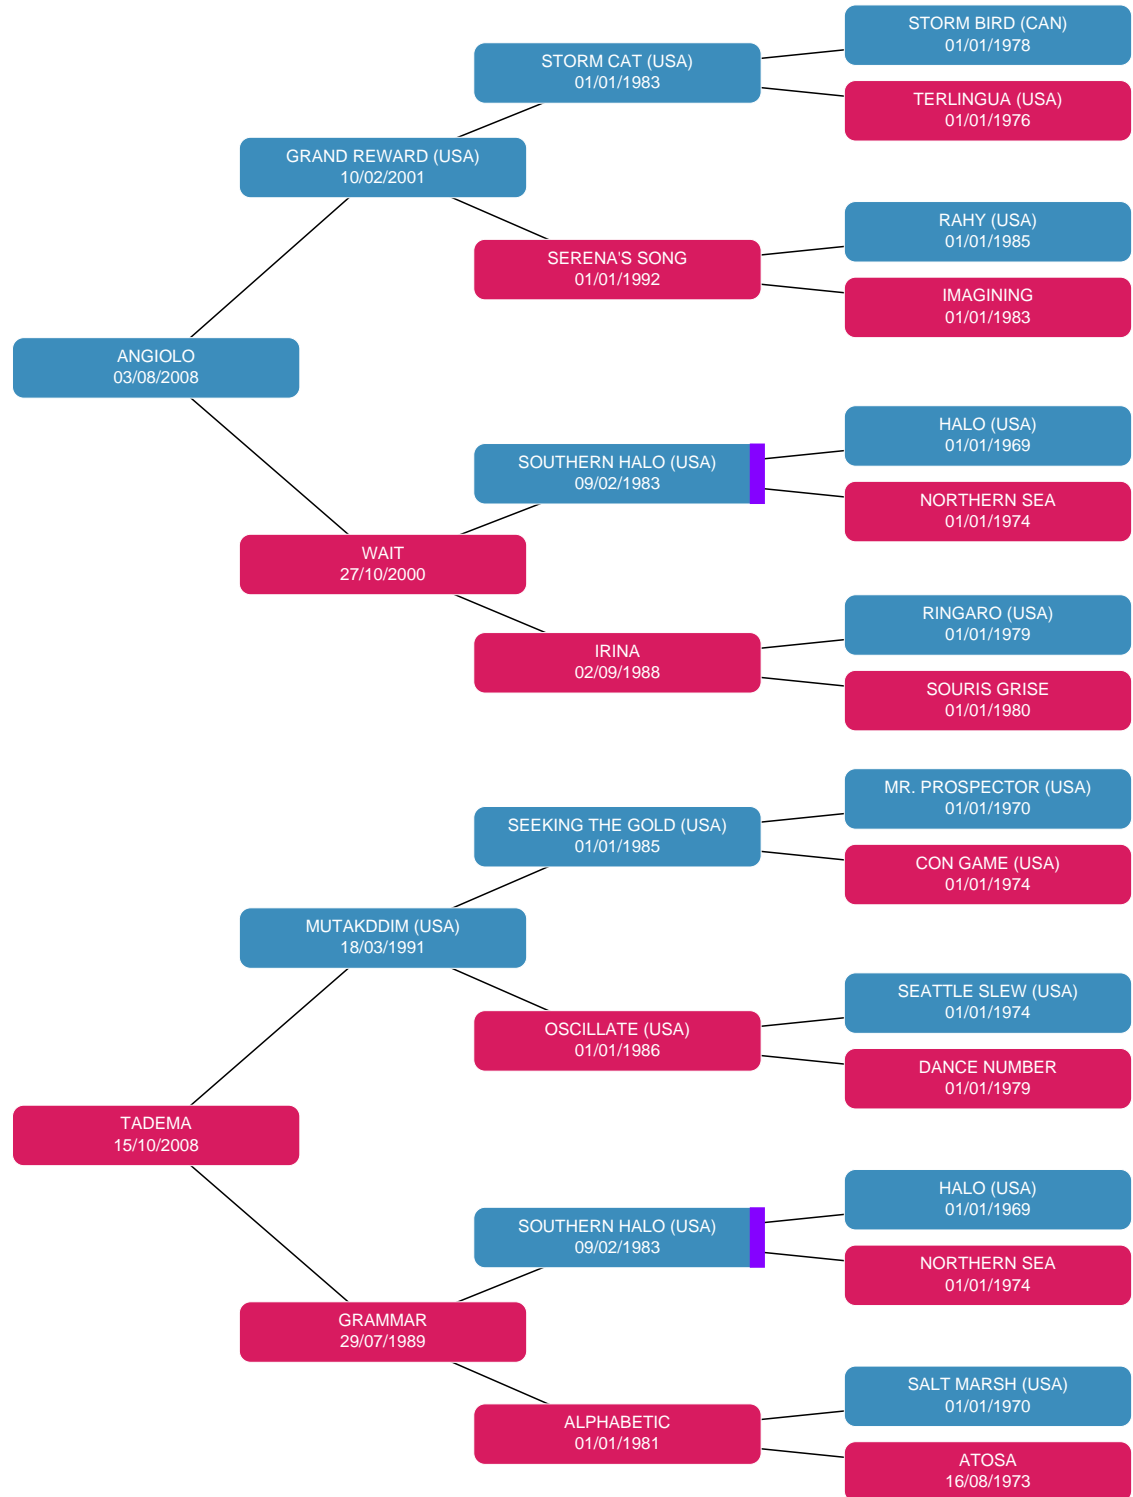 STORM BIRD (CAN)
01/01/1978
STORM CAT (USA)
01/01/1983
TERLINGUA (USA)
01/01/1976
GRAND REWARD (USA)
10/02/2001
RAHY (USA)
01/01/1985
SERENA'S SONG
01/01/1992
IMAGINING
01/01/1983
ANGIOLO
03/08/2008
HALO (USA)
01/01/1969
SOUTHERN HALO (USA)
09/02/1983
NORTHERN SEA
01/01/1974
WAIT
27/10/2000
RINGARO (USA)
01/01/1979
IRINA
02/09/1988
SOURIS GRISE
01/01/1980
MR. PROSPECTOR (USA)
01/01/1970
SEEKING THE GOLD (USA)
01/01/1985
CON GAME (USA)
01/01/1974
MUTAKDDIM (USA)
18/03/1991
SEATTLE SLEW (USA)
01/01/1974
OSCILLATE (USA)
01/01/1986
DANCE NUMBER
01/01/1979
TADEMA
15/10/2008
HALO (USA)
01/01/1969
SOUTHERN HALO (USA)
09/02/1983
NORTHERN SEA
01/01/1974
GRAMMAR
29/07/1989
SALT MARSH (USA)
01/01/1970
ALPHABETIC
01/01/1981
ATOSA
16/08/1973